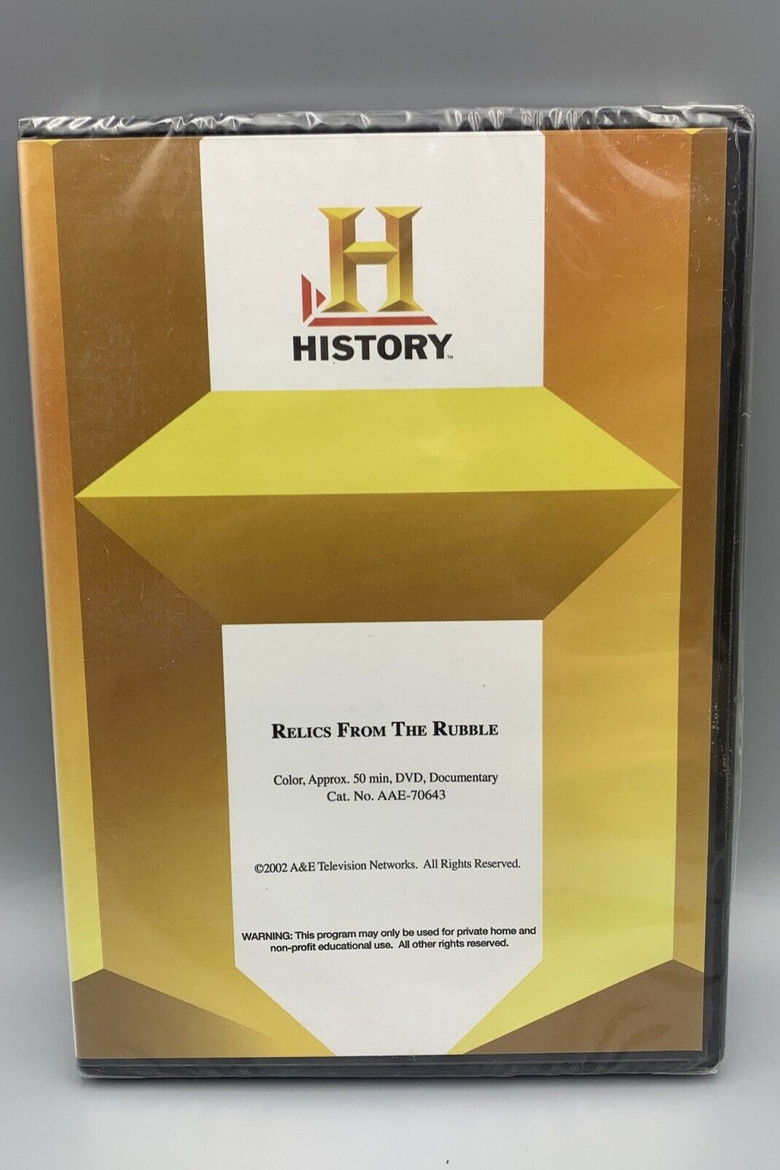 H
HISTORY™
RELICS FROM THE RUBBLE
Color, Approx. 50 min, DVD, Documentary
Cat. No. AAE-70643
©2002 A&E Television Networks. All Rights Reserved.
WARNING: This program may only be used for private home and
non-profit educational use. All other rights reserved.